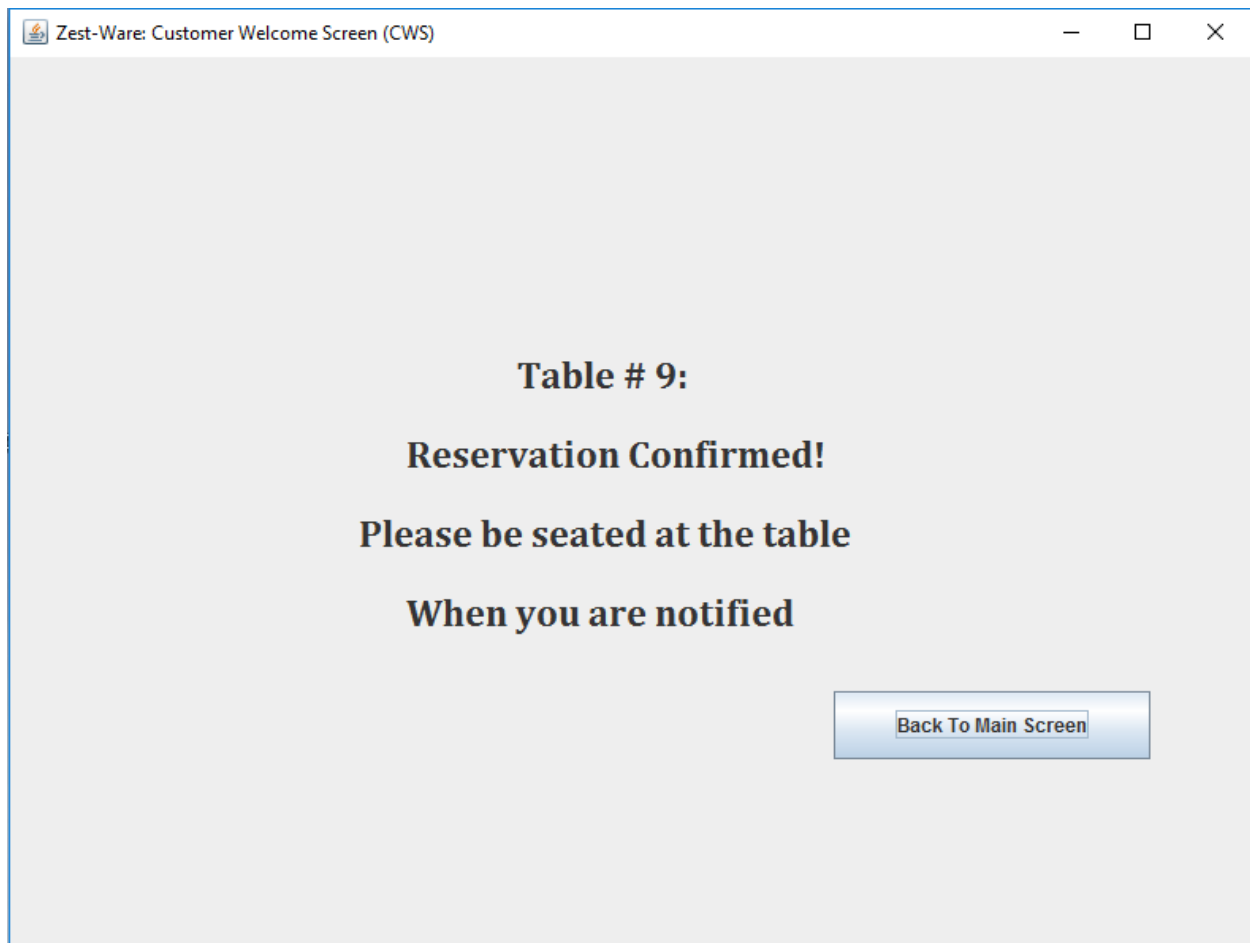 Zest-Ware: Customer Welcome Screen (CWS)
Table # 9:
Reservation Confirmed!
Please be seated at the table
When you are notified
Back To Main Screen